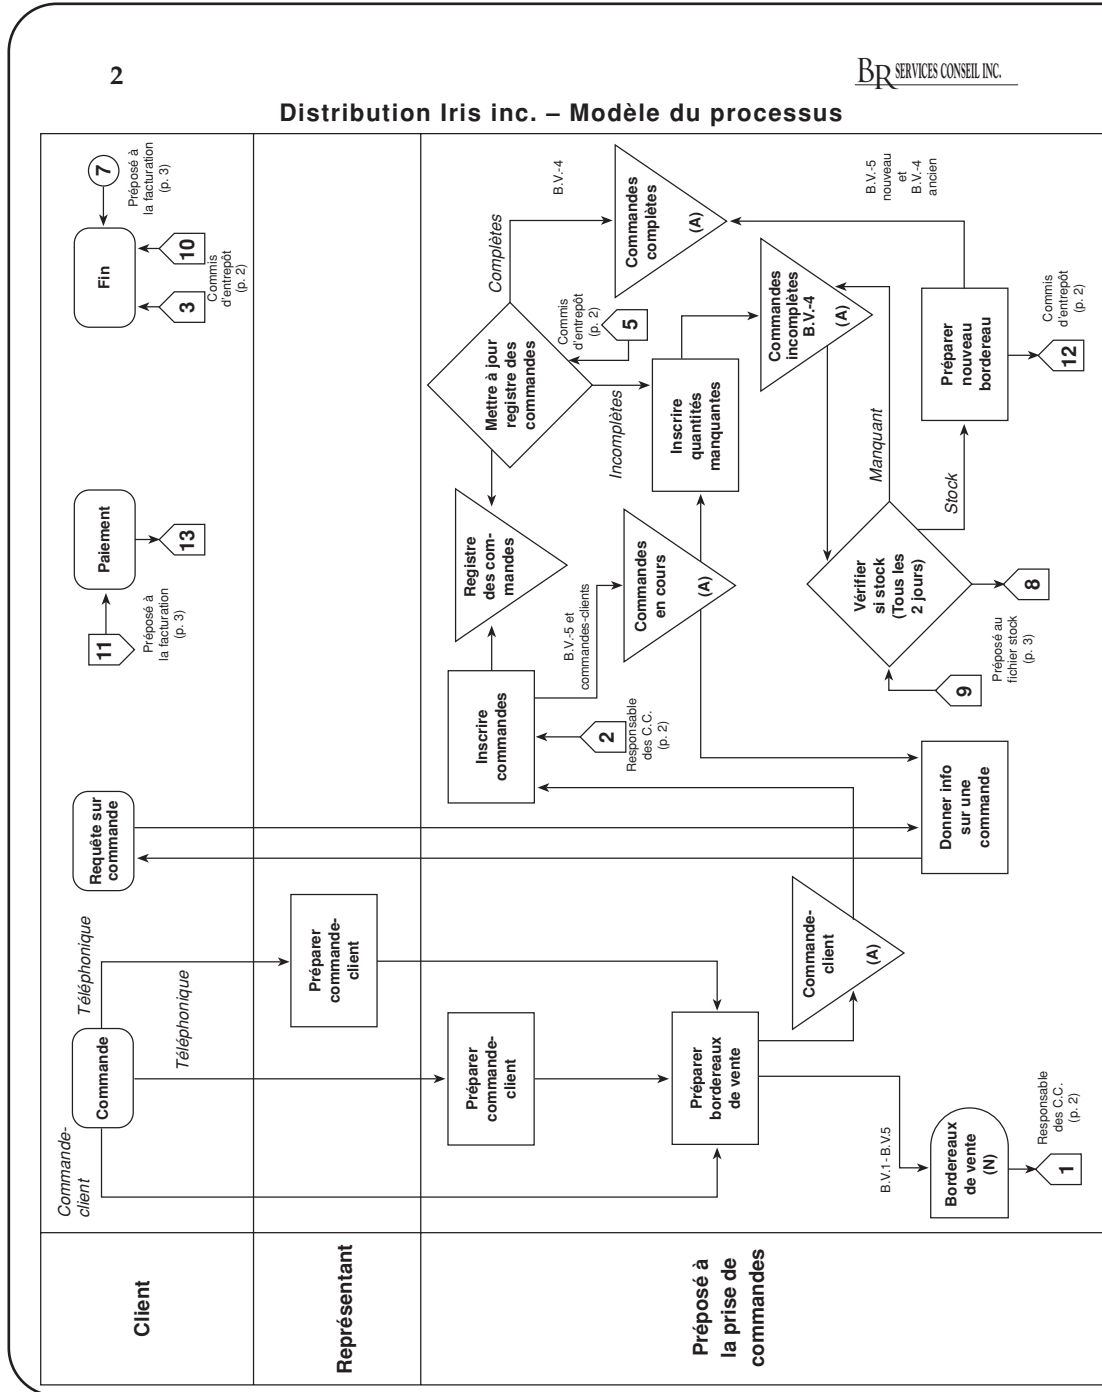 2
BR SERVICES CONSEIL INC.
Distribution Iris inc. – Modèle du processus
Client
Commande-
client
Commande
Téléphonique
Téléphonique
Requête sur
commande
11
Préposé à
la facturation
(p. 3)
Paiement
13
Fin
3
10
Commis
d'entrepôt
(p. 2)
7
Préposé à
la facturation
(p. 3)
Représentant
Préparer
commande-
client
Préposé à
la prise de
commandes
Préparer
commande-
client
Préparer
bordereaux
de vente
B.V.1- B.V.5
Bordereaux
de vente
(N)
1
Responsable
des C.C.
(p. 2)
Commande-
client
(A)
Inscrire
commandes
2
Responsable
des C.C.
(p. 2)
Donner info
sur une
commande
Registre
des com-
mandes
B.V.-5 et
commandes-clients
Commandes
en cours
(A)
Mettre à jour
registre des
commandes
Complètes
B.V.-4
Incomplètes
Commis
d'entrepôt
(p. 2)
5
Inscrire
quantités
manquantes
Commandes
complètes
(A)
Commandes
incomplètes
B.V.-4
(A)
Vérifier
si stock
(Tous les
2 jours)
Manquant
Stock
9
Préposé au
fichier stock
(p. 3)
8
Préparer
nouveau
bordereau
B.V.-5
nouveau
et
B.V.-4
ancien
12
Commis
d'entrepôt
(p. 2)